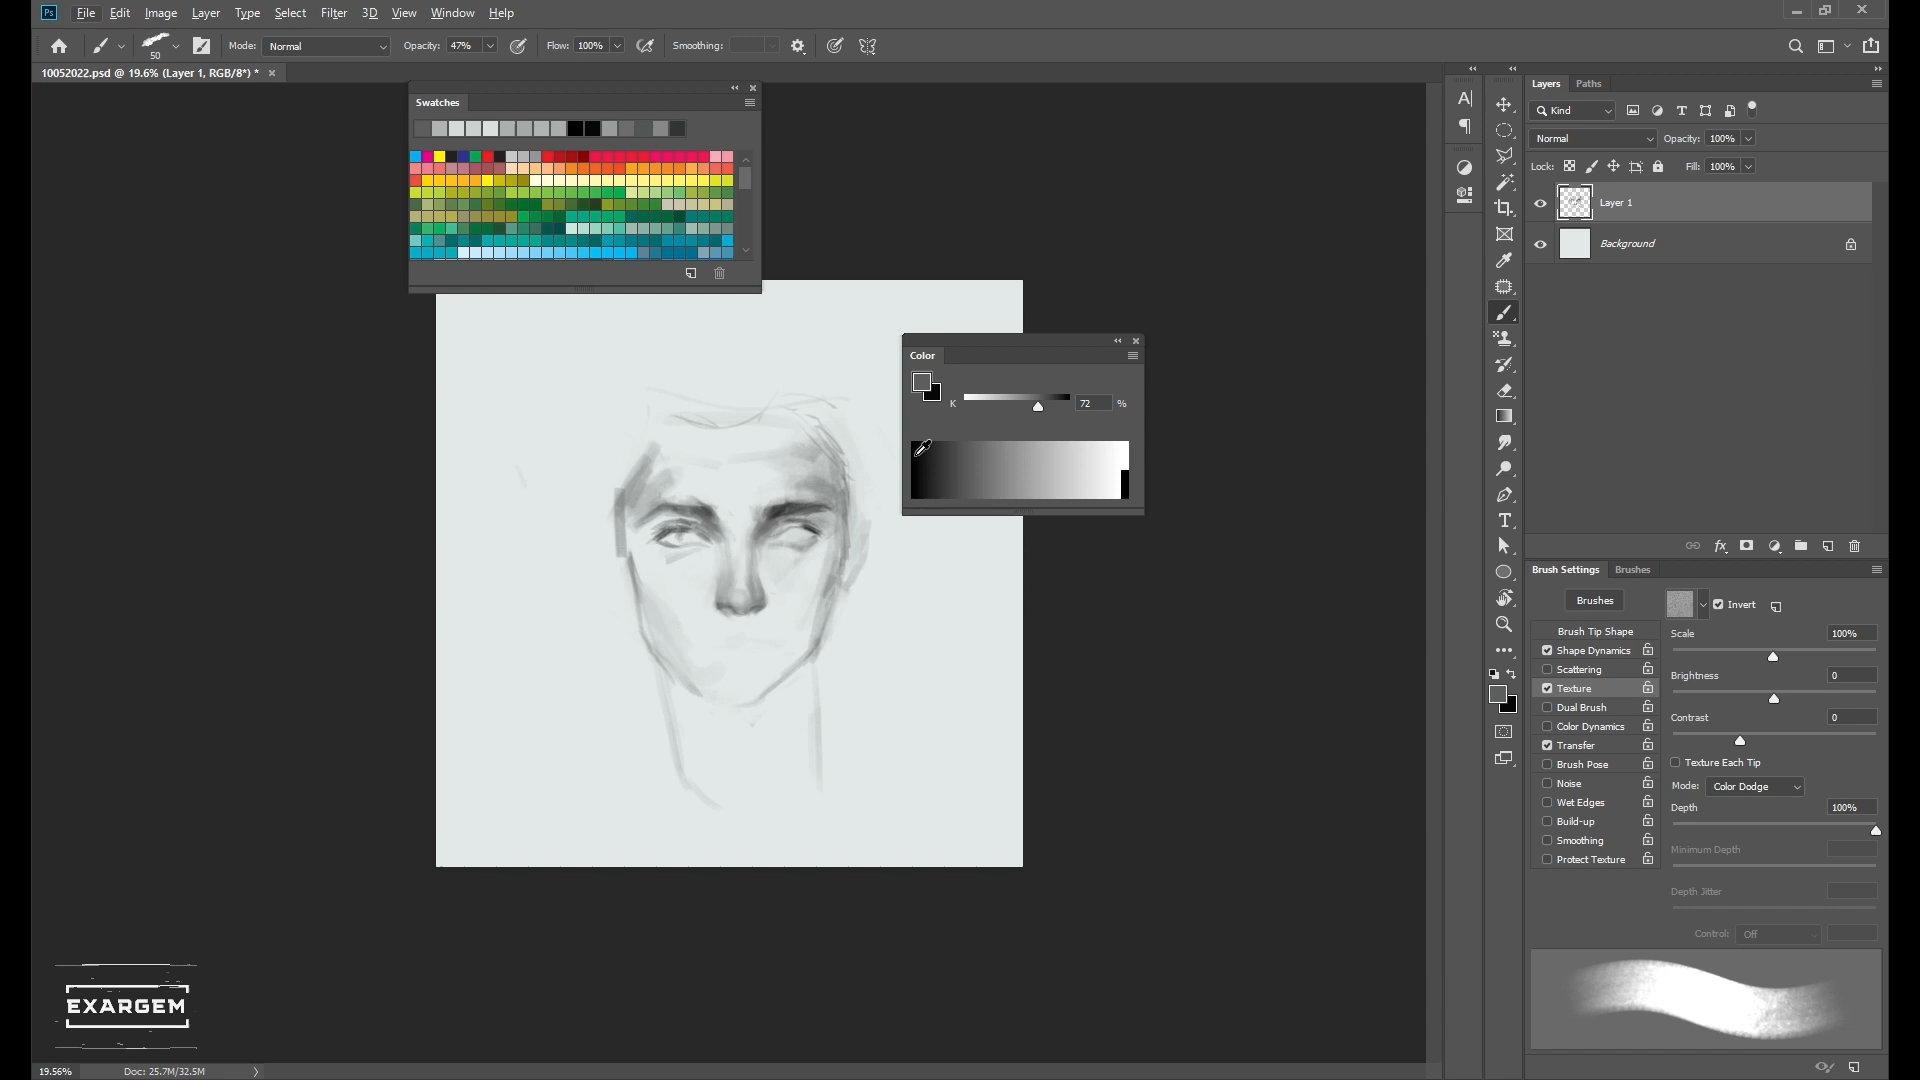 Ps File Edit Image Layer Type Select Filter 3D View Window Help
50 Mode: Normal Opacity: 47% Flow: 100% Smoothing:
10052022.psd @ 19.6% (Layer 1, RGB/8*) *
Swatches
Color
K 72 %
Layers Paths
Kind
Normal Opacity: 100%
Lock: Fill: 100%
Layer 1
Background
Brush Settings Brushes
Brushes Invert
Brush Tip Shape
Shape Dynamics
Scattering
Texture
Dual Brush
Color Dynamics
Transfer
Brush Pose
Noise
Wet Edges
Build-up
Smoothing
Protect Texture
Scale 100%
Brightness 0
Contrast 0
Texture Each Tip
Mode: Color Dodge
Depth 100%
Minimum Depth
Depth Jitter
Control: Off
EXARGEM
19.56% Doc: 25.7M/32.5M